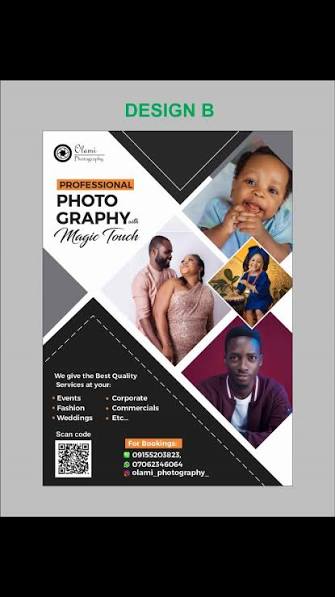 DESIGN B
Olami
Photography
PROFESSIONAL
PHOTO
GRAPHY with
Magic Touch
We give the Best Quality
Services at your:
• Events
• Fashion
• Weddings
• Corporate
• Commercials
• Etc...
Scan code
For Bookings:
09155203823,
07062346064
olami_photography_